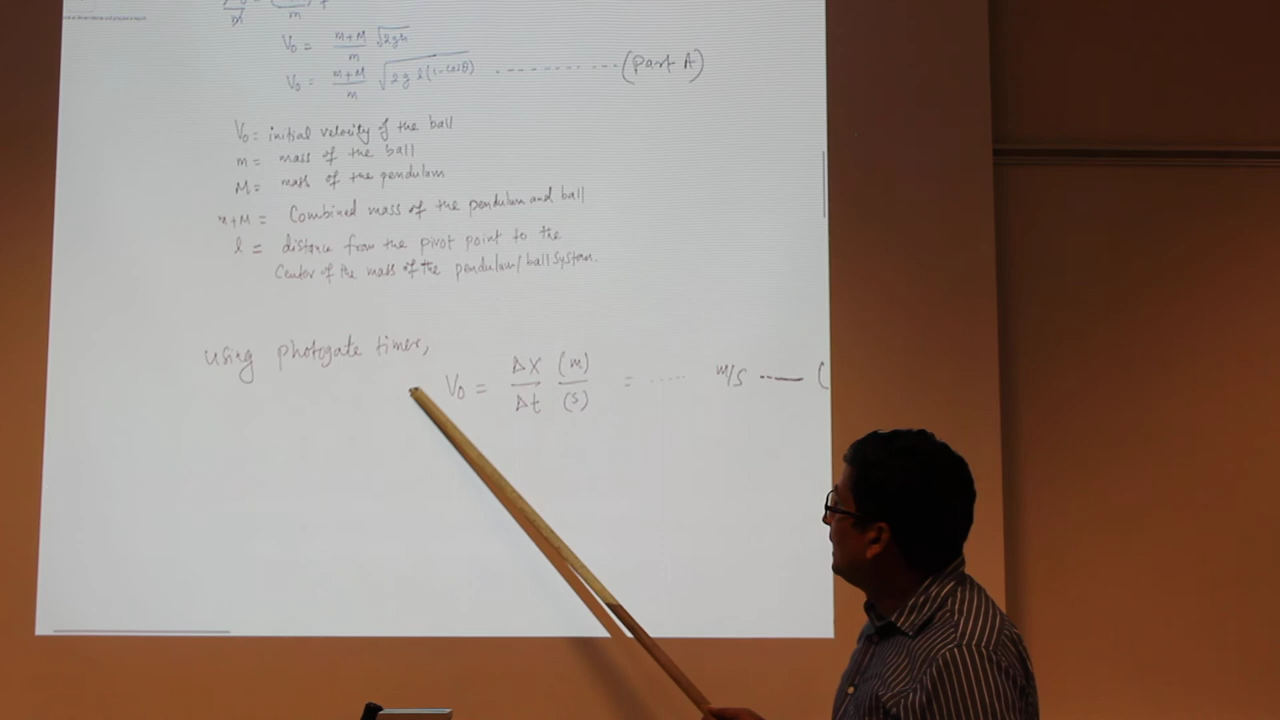 m m
V₀ = m+M/m √2gh
V₀ = m+M/m √2g l(1-cosθ) ------------ (Part A)
V₀ = initial velocity of the ball
m = mass of the ball
M = mass of the pendulum
m+M = Combined mass of the pendulum and ball
l = distance from the pivot point to the
Center of the mass of the pendulum/ball system.
using photogate timer,
V₀ = Δx/Δt (m)/(s) = ..... m/s ---- (